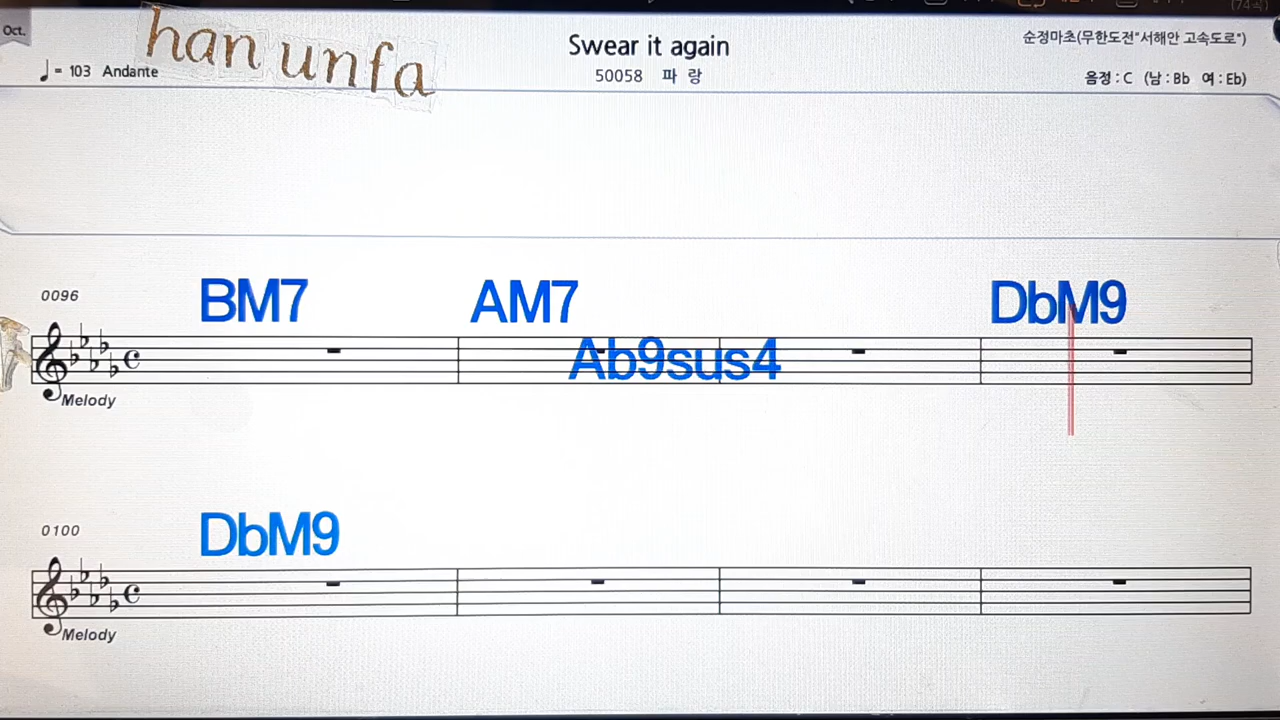 Oct.
han unfa
♩= 103 Andante
Swear it again
50058 파 랑
순정마초(무한도전"서해안 고속도로")
음정 : C (남 : Bb 여 : Eb)
0096
BM7
AM7
Ab9sus4
DbM9
Melody
0100
DbM9
Melody